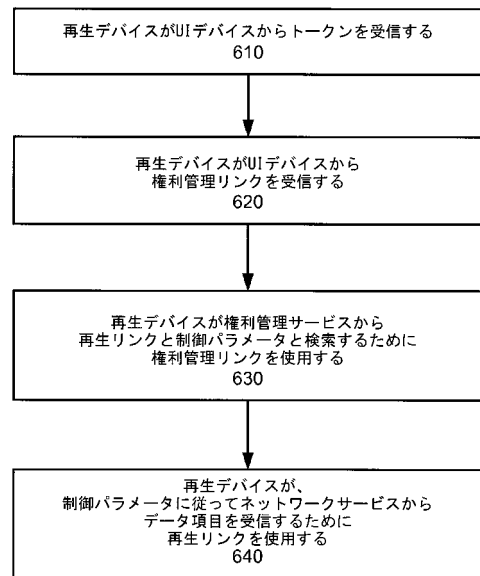 再生デバイスがUIデバイスからトークンを受信する
610
再生デバイスがUIデバイスから
権利管理リンクを受信する
620
再生デバイスが権利管理サービスから
再生リンクと制御パラメータと検索するために
権利管理リンクを使用する
630
再生デバイスが、
制御パラメータに従ってネットワークサービスから
データ項目を受信するために
再生リンクを使用する
640